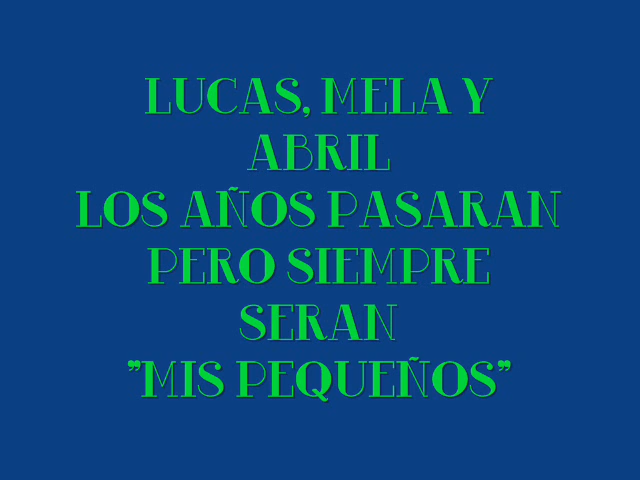 LUCAS, MELA Y
ABRIL
LOS AÑOS PASARAN
PERO SIEMPRE
SERAN
"MIS PEQUEÑOS"